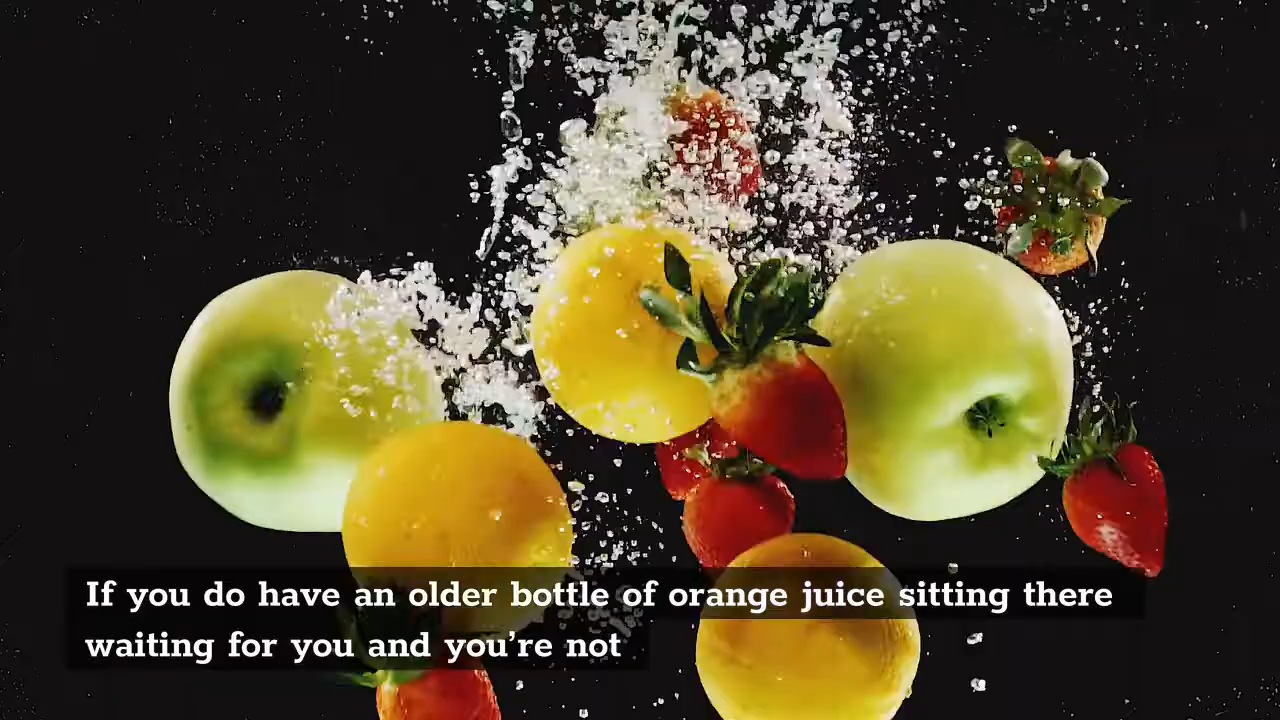 If you do have an older bottle of orange juice sitting there
waiting for you and you’re not